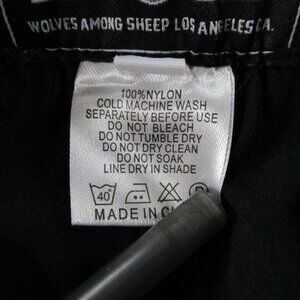 WOLVES AMONG SHEEP LOS ANGELES CA.
100% NYLON
COLD MACHINE WASH
SEPARATELY BEFORE USE
DO NOT BLEACH
DO NOT TUMBLE DRY
DO NOT DRY CLEAN
DO NOT SOAK
LINE DRY IN SHADE
40°
MADE IN